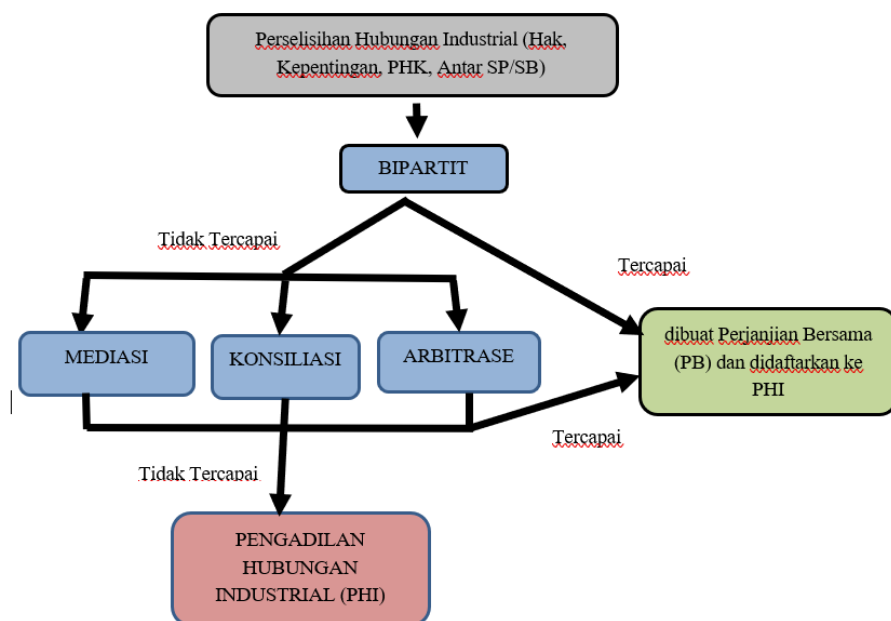 Perselisihan Hubungan Industrial (Hak,
Kepentingan, PHK, Antar SP/SB)
BIPARTIT
Tidak Tercapai
Tercapai
MEDIASI
KONSILIASI
ARBITRASE
dibuat Perjanjian Bersama
(PB) dan didaftarkan ke
PHI
Tercapai
Tidak Tercapai
PENGADILAN
HUBUNGAN
INDUSTRIAL (PHI)